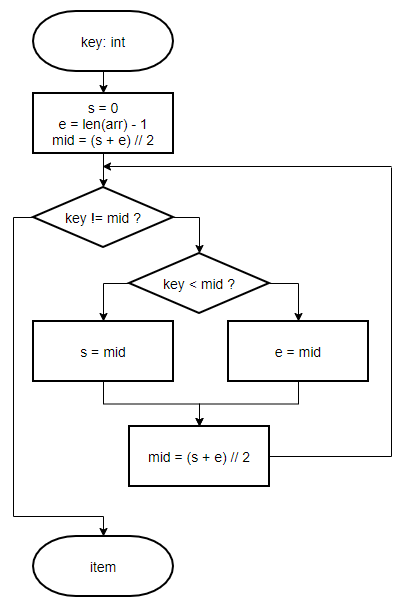 key: int
s = 0
e = len(arr) - 1
mid = (s + e) // 2
key != mid ?
key < mid ?
s = mid
e = mid
mid = (s + e) // 2
item